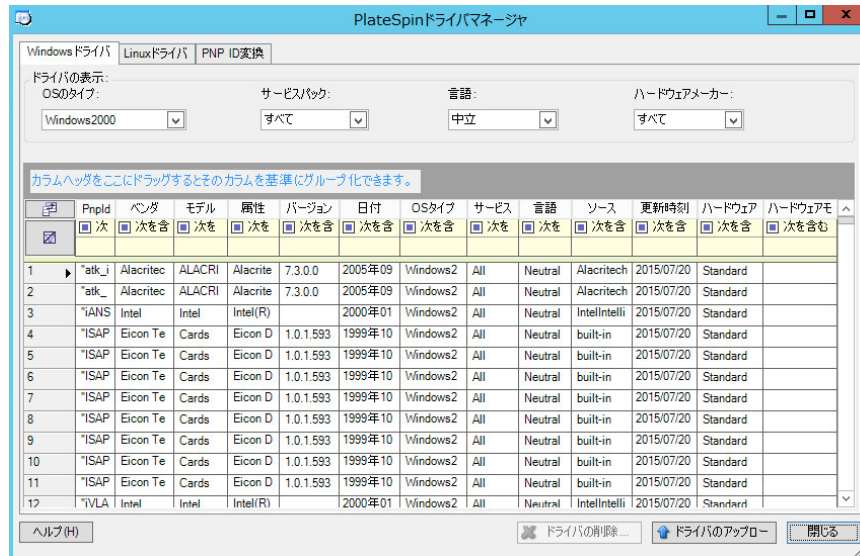 PlateSpinドライバマネージャ
Windowsドライバ Linuxドライバ PNP ID変換
ドライバの表示:
OSのタイプ: サービスパック: 言語: ハードウェアメーカー:
Windows2000 すべて 中立 すべて
カラムヘッダをここにドラッグするとそのカラムを基準にグループ化できます。
PnpId ベンダ モデル 属性 バージョン 日付 OSタイプ サービス 言語 ソース 更新時刻 ハードウェア ハードウェアモ
次 次を含 次を 次を 次を含 次を含 次を含 次を 次を 次を含 次を含 次を含 次を含む
1 "atk_i Alacritec ALACRI Alacrite 7.3.0.0 2005年09 Windows2 All Neutral Alacritech 2015/07/20 Standard
2 "atk_ Alacritec ALACRI Alacrite 7.3.0.0 2005年09 Windows2 All Neutral Alacritech 2015/07/20 Standard
3 "iANS Intel Intel Intel(R) 2000年01 Windows2 All Neutral IntelIntelli 2015/07/20 Standard
4 "ISAP Eicon Te Cards Eicon D 1.0.1.593 1999年10 Windows2 All Neutral built-in 2015/07/20 Standard
5 "ISAP Eicon Te Cards Eicon D 1.0.1.593 1999年10 Windows2 All Neutral built-in 2015/07/20 Standard
6 "ISAP Eicon Te Cards Eicon D 1.0.1.593 1999年10 Windows2 All Neutral built-in 2015/07/20 Standard
7 "ISAP Eicon Te Cards Eicon D 1.0.1.593 1999年10 Windows2 All Neutral built-in 2015/07/20 Standard
8 "ISAP Eicon Te Cards Eicon D 1.0.1.593 1999年10 Windows2 All Neutral built-in 2015/07/20 Standard
9 "ISAP Eicon Te Cards Eicon D 1.0.1.593 1999年10 Windows2 All Neutral built-in 2015/07/20 Standard
10 "ISAP Eicon Te Cards Eicon D 1.0.1.593 1999年10 Windows2 All Neutral built-in 2015/07/20 Standard
11 "ISAP Eicon Te Cards Eicon D 1.0.1.593 1999年10 Windows2 All Neutral built-in 2015/07/20 Standard
12 "iVLA Intel Intel Intel(R) 2000年01 Windows2 All Neutral IntelIntelli 2015/07/20 Standard
ヘルプ(H) ドライバの削除... ドライバのアップロー 閉じる